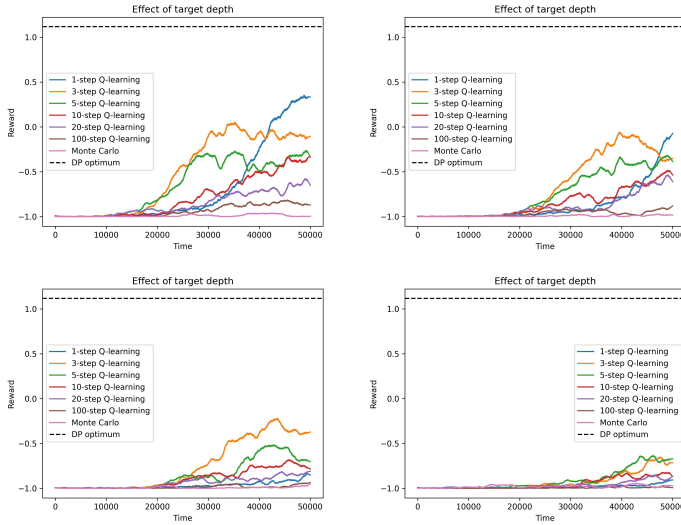 Effect of target depth
1.0
0.5
0.0
−0.5
−1.0
Reward
1-step Q-learning
3-step Q-learning
5-step Q-learning
10-step Q-learning
20-step Q-learning
100-step Q-learning
Monte Carlo
DP optimum
0 10000 20000 30000 40000 50000
Time
Effect of target depth
1.0
0.5
0.0
−0.5
−1.0
Reward
1-step Q-learning
3-step Q-learning
5-step Q-learning
10-step Q-learning
20-step Q-learning
100-step Q-learning
Monte Carlo
DP optimum
0 10000 20000 30000 40000 5000
Time
Effect of target depth
1.0
0.5
0.0
−0.5
−1.0
Reward
1-step Q-learning
3-step Q-learning
5-step Q-learning
10-step Q-learning
20-step Q-learning
100-step Q-learning
Monte Carlo
DP optimum
0 10000 20000 30000 40000 50000
Time
Effect of target depth
1.0
0.5
0.0
−0.5
−1.0
Reward
1-step Q-learning
3-step Q-learning
5-step Q-learning
10-step Q-learning
20-step Q-learning
100-step Q-learning
Monte Carlo
DP optimum
0 10000 20000 30000 40000 5000
Time